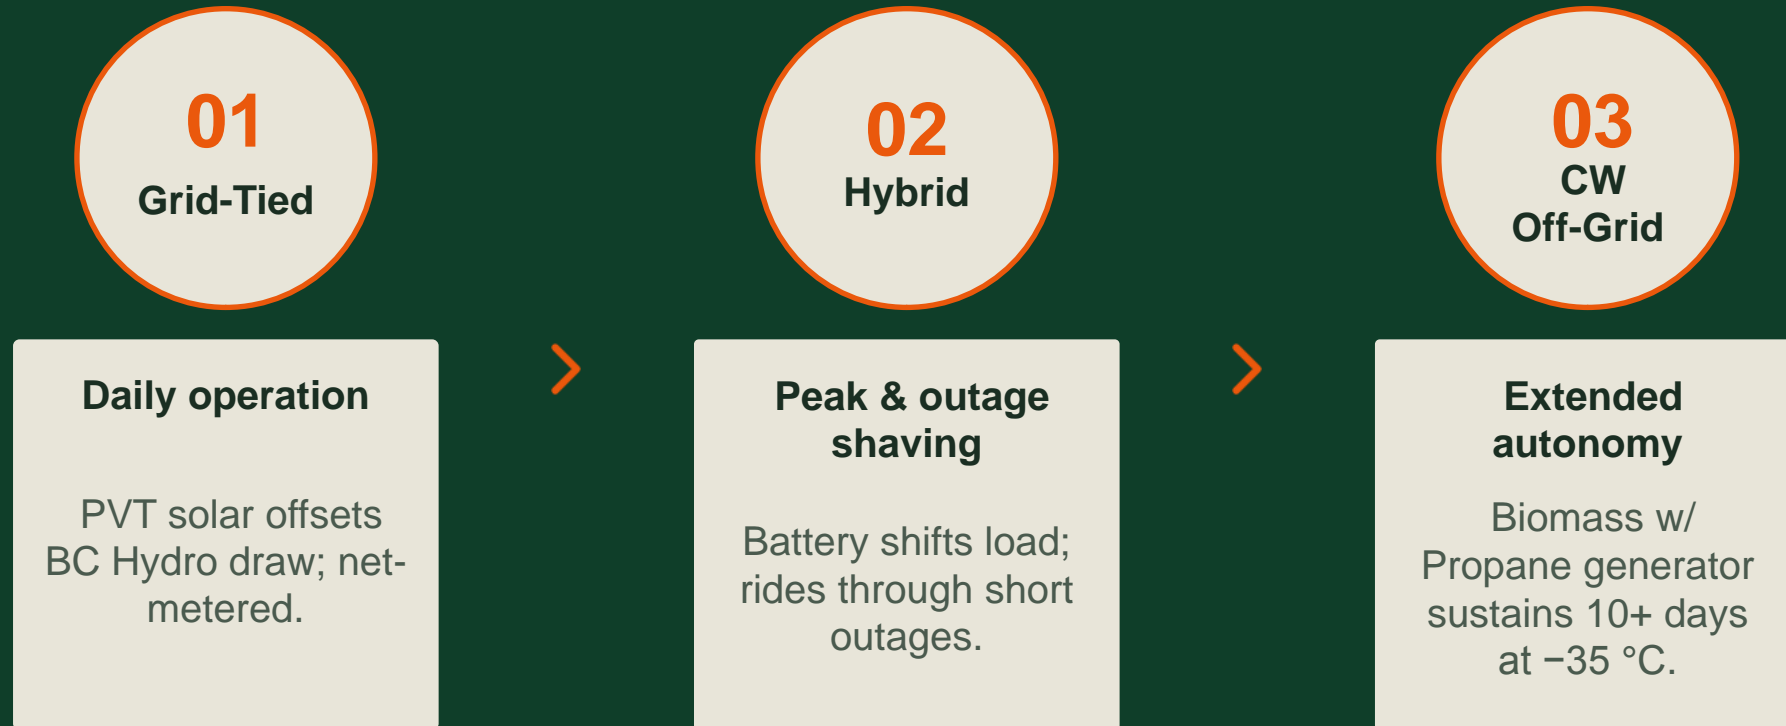 01
Grid-Tied
Daily operation
PVT solar offsets
BC Hydro draw; net-
metered.
02
Hybrid
Peak & outage
shaving
Battery shifts load;
rides through short
outages.
03
CW
Off-Grid
Extended
autonomy
Biomass w/
Propane generator
sustains 10+ days
at −35 °C.